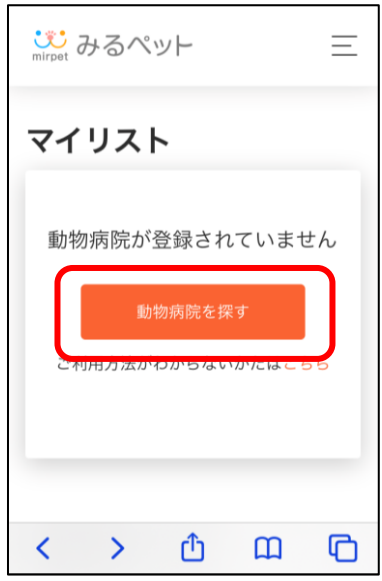 mirpet みるペット
マイリスト
動物病院が登録されていません
動物病院を探す
ご利用方法がわからないかたはこちら